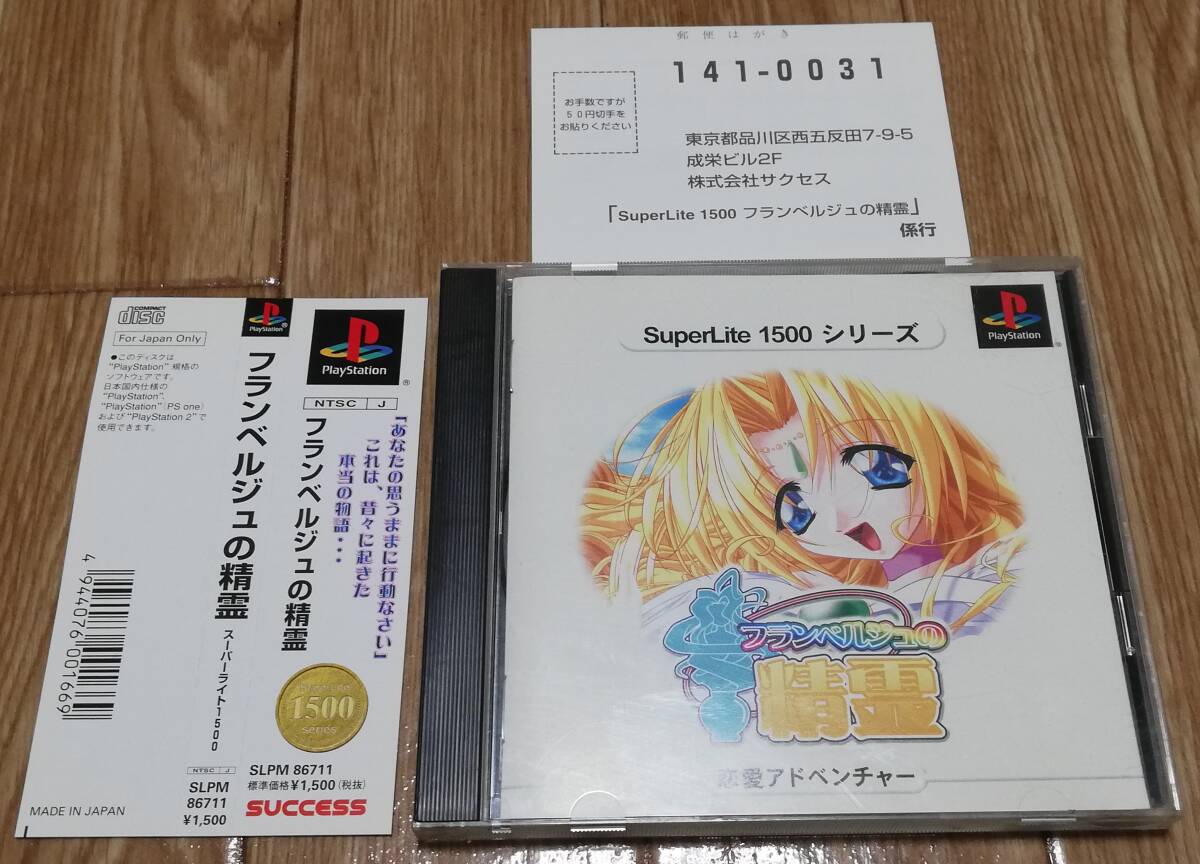 郵便はがき
141-0031
お手数ですが
50円切手を
お貼りください
東京都品川区西五反田7-9-5
成栄ビル2F
株式会社サクセス
「SuperLite 1500 フランベルジュの精霊」
係行
COMPACT
disc
For Japan Only
●このディスクは
"PlayStation" 規格の
ソフトウェアです。
日本国内仕様の
"PlayStation",
"PlayStation" (PS one)
および"PlayStation 2"で
使用できます。
4 944076 001669
MADE IN JAPAN
PlayStation
フランベルジュの精霊
スーパーライト1500
NTSC J
SLPM
86711
¥1,500
PlayStation
NTSC J
『あなたの思うままに行動なさい』
これは、昔々に起きた
本当の物語・・・
フランベルジュの精霊
1500
series
SLPM 86711
標準価格¥1,500(税抜)
SUCCESS
SuperLite 1500 シリーズ
PlayStation
フランベルジュの
精霊
恋愛アドベンチャー